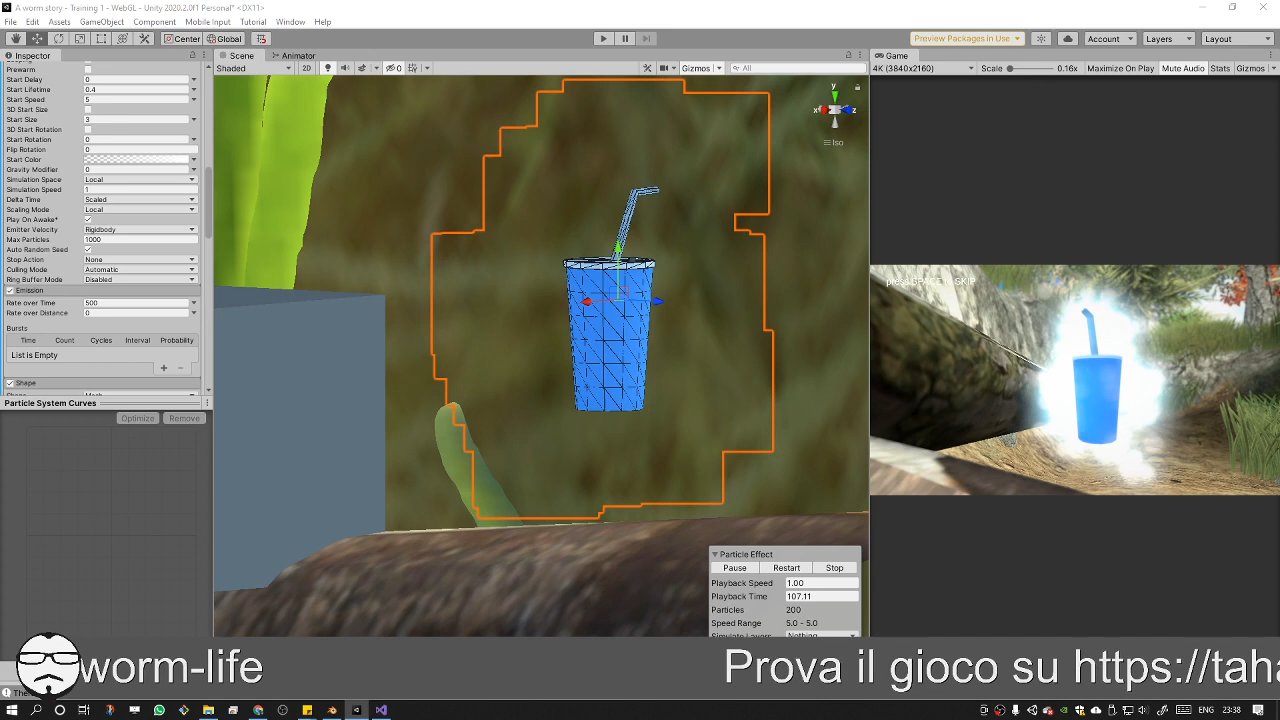 A worm story - Training 1 - WebGL - Unity 2020.2.0f1 Personal* <DX11>
File Edit Assets GameObject Component Mobile Input Tutorial Window Help
Center Global Preview Packages in Use Account Layers Layout
Inspector
Prewarm
Start Delay 0
Start Lifetime 0.4
Start Speed 5
3D Start Size
Start Size 3
3D Start Rotation
Start Rotation 0
Flip Rotation 0
Start Color
Gravity Modifier 0
Simulation Space Local
Simulation Speed 1
Delta Time Scaled
Scaling Mode Local
Play On Awake*
Emitter Velocity Rigidbody
Max Particles 1000
Auto Random Seed
Stop Action None
Culling Mode Automatic
Ring Buffer Mode Disabled
Emission
Rate over Time 500
Rate over Distance 0
Bursts
Time Count Cycles Interval Probability
List is Empty
Shape
Particle System Curves
Optimize Remove
Scene Animator
Shaded 2D 0 Gizmos All
y
x z
Iso
Particle Effect
Pause Restart Stop
Playback Speed 1.00
Playback Time 107.11
Particles 200
Speed Range 5.0 - 5.0
Simulate Layers Nothing
Game
4K (3840x2160) Scale 0.16x Maximize On Play Mute Audio Stats Gizmos
worm-life Prova il gioco su https://taha
ENG 23:38